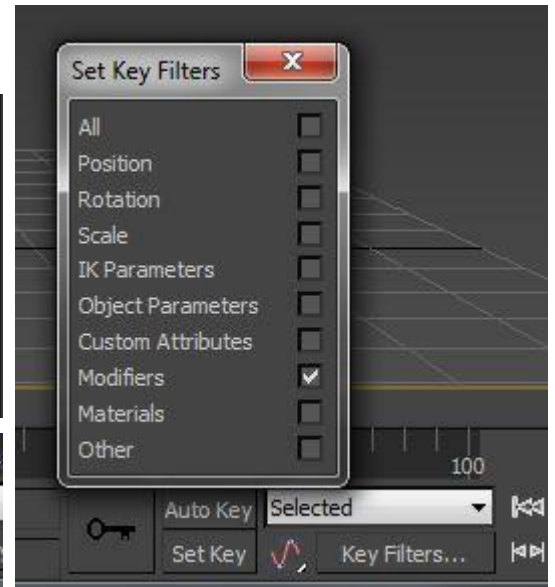 Set Key Filters
All
Position
Rotation
Scale
IK Parameters
Object Parameters
Custom Attributes
Modifiers
Materials
Other
100
Auto Key Selected
Set Key Key Filters...